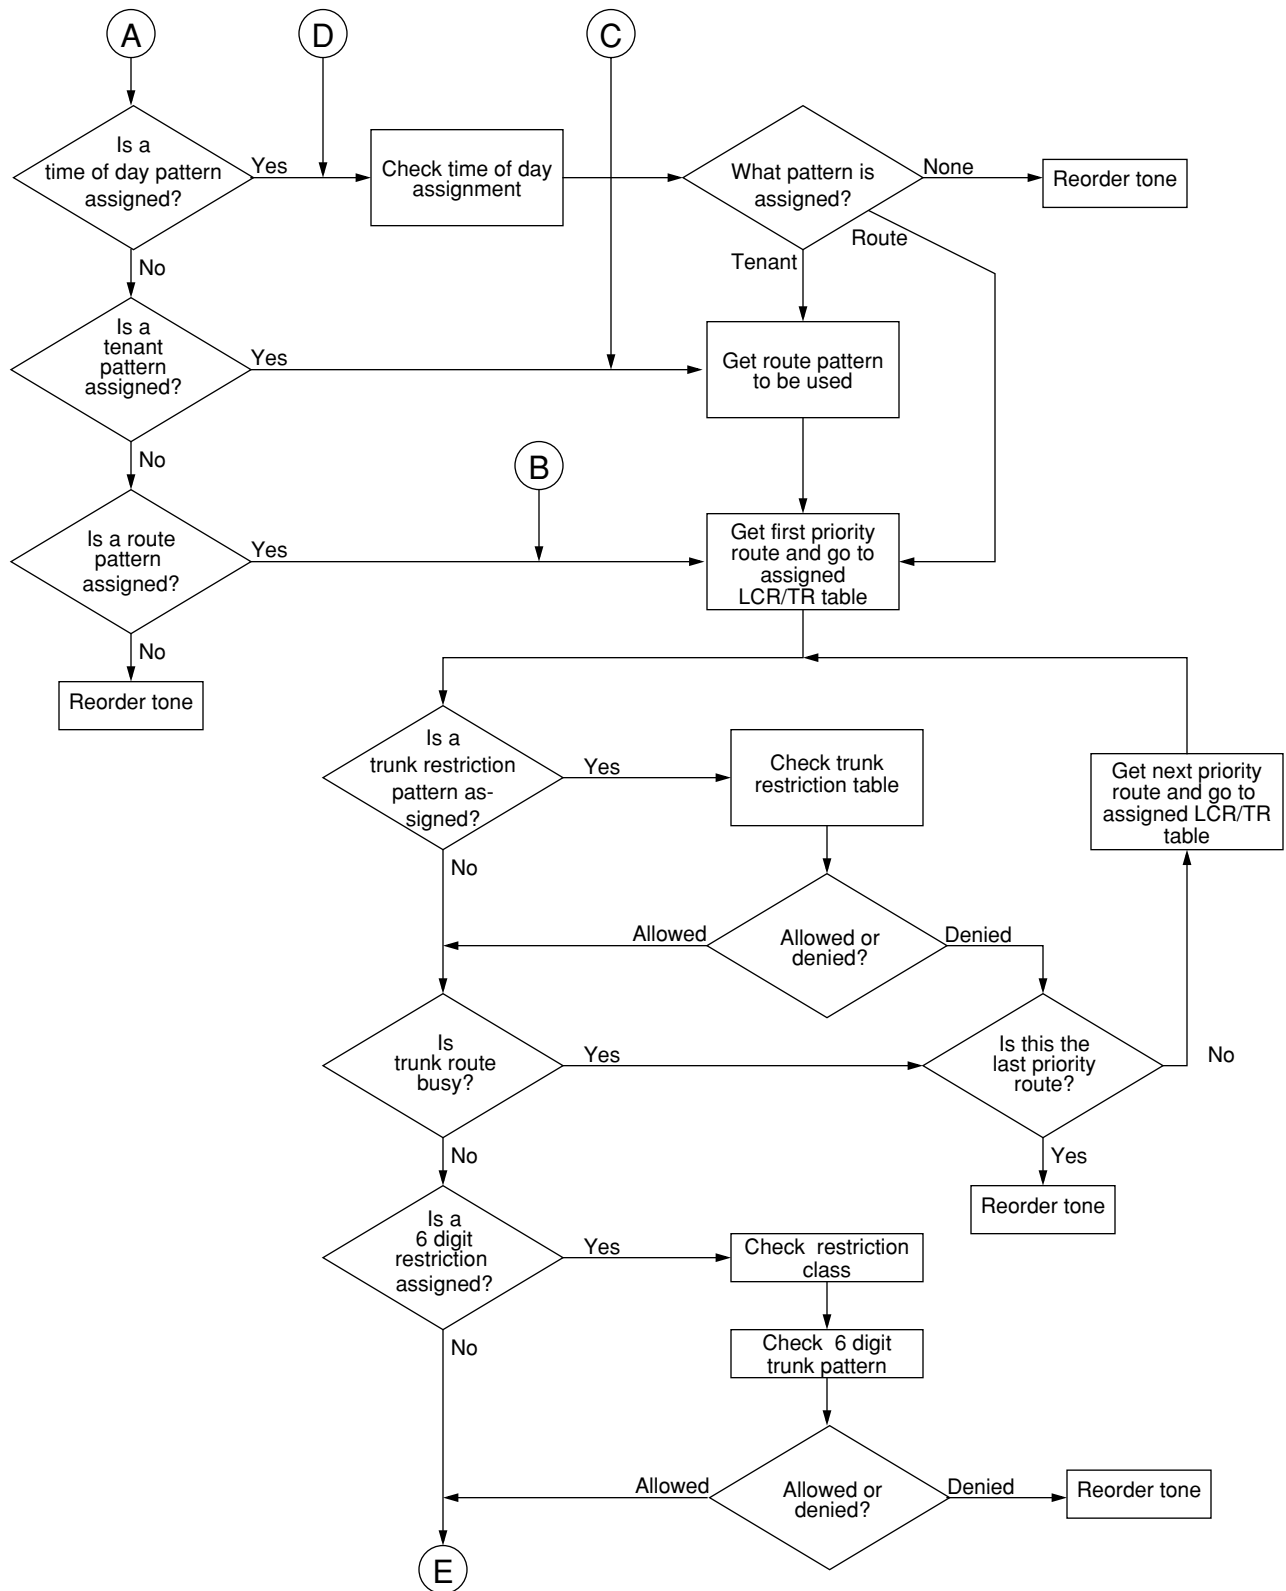 A
D
C
Is a
time of day pattern
assigned?
Yes
Check time of day
assignment
What pattern is
assigned?
None
Reorder tone
Route
Tenant
No
Is a
tenant
pattern
assigned?
Yes
Get route pattern
to be used
No
B
Is a route
pattern
assigned?
Yes
Get first priority
route and go to
assigned
LCR/TR table
No
Reorder tone
Is a
trunk restriction
pattern as-
signed?
Yes
Check trunk
restriction table
Get next priority
route and go to
assigned LCR/TR
table
No
Allowed
Allowed or
denied?
Denied
Is
trunk route
busy?
Yes
Is this the
last priority
route?
No
No
Yes
Reorder tone
Is a
6 digit
restriction
assigned?
Yes
Check restriction
class
No
Check 6 digit
trunk pattern
Allowed
Allowed or
denied?
Denied
Reorder tone
E